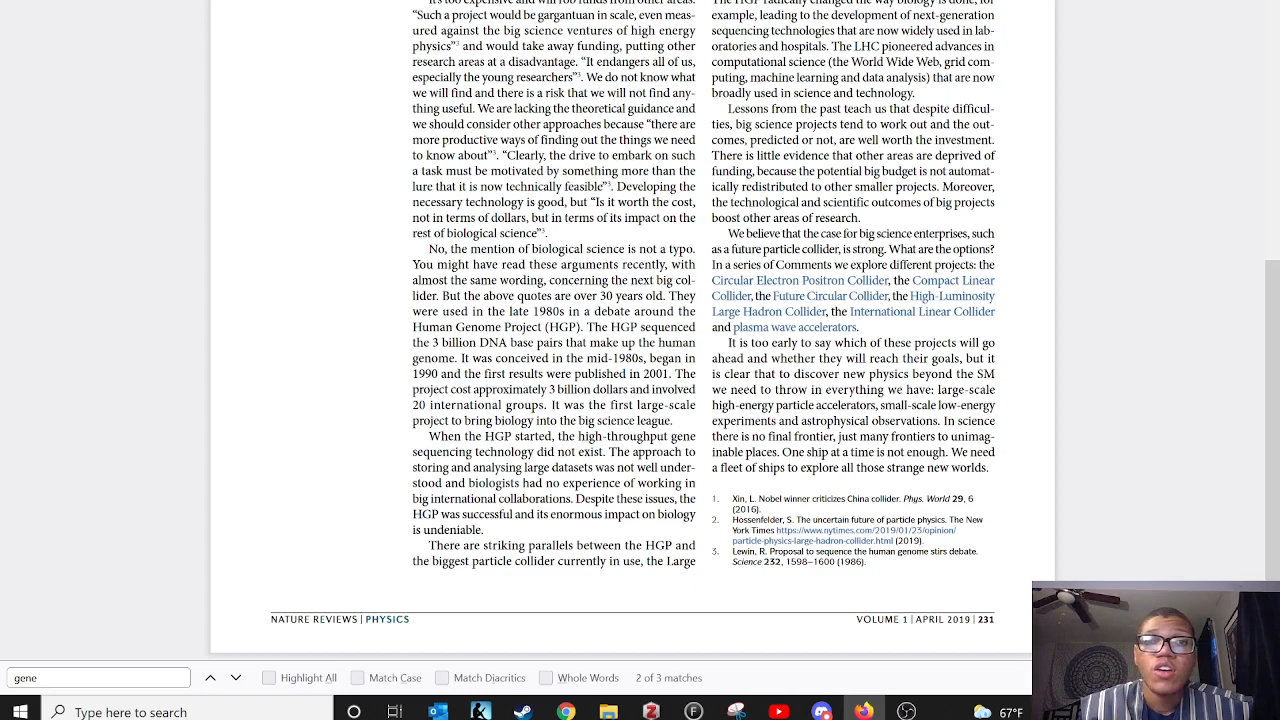 It's too expensive and will rob funds from other areas.
“Such a project would be gargantuan in scale, even meas-
ured against the big science ventures of high energy
physics”3 and would take away funding, putting other
research areas at a disadvantage. “It endangers all of us,
especially the young researchers”3. We do not know what
we will find and there is a risk that we will not find any-
thing useful. We are lacking the theoretical guidance and
we should consider other approaches because “there are
more productive ways of finding out the things we need
to know about”3. “Clearly, the drive to embark on such
a task must be motivated by something more than the
lure that it is now technically feasible”3. Developing the
necessary technology is good, but “Is it worth the cost,
not in terms of dollars, but in terms of its impact on the
rest of biological science”3.
No, the mention of biological science is not a typo.
You might have read these arguments recently, with
almost the same wording, concerning the next big col-
lider. But the above quotes are over 30 years old. They
were used in the late 1980s in a debate around the
Human Genome Project (HGP). The HGP sequenced
the 3 billion DNA base pairs that make up the human
genome. It was conceived in the mid-1980s, began in
1990 and the first results were published in 2001. The
project cost approximately 3 billion dollars and involved
20 international groups. It was the first large-scale
project to bring biology into the big science league.
When the HGP started, the high-throughput gene
sequencing technology did not exist. The approach to
storing and analysing large datasets was not well under-
stood and biologists had no experience of working in
big international collaborations. Despite these issues, the
HGP was successful and its enormous impact on biology
is undeniable.
There are striking parallels between the HGP and
the biggest particle collider currently in use, the Large
The HGP radically changed the way biology is done, for
example, leading to the development of next-generation
sequencing technologies that are now widely used in lab-
oratories and hospitals. The LHC pioneered advances in
computational science (the World Wide Web, grid com-
puting, machine learning and data analysis) that are now
broadly used in science and technology.
Lessons from the past teach us that despite difficul-
ties, big science projects tend to work out and the out-
comes, predicted or not, are well worth the investment.
There is little evidence that other areas are deprived of
funding, because the potential big budget is not automat-
ically redistributed to other smaller projects. Moreover,
the technological and scientific outcomes of big projects
boost other areas of research.
We believe that the case for big science enterprises, such
as a future particle collider, is strong. What are the options?
In a series of Comments we explore different projects: the
Circular Electron Positron Collider, the Compact Linear
Collider, the Future Circular Collider, the High-Luminosity
Large Hadron Collider, the International Linear Collider
and plasma wave accelerators.
It is too early to say which of these projects will go
ahead and whether they will reach their goals, but it
is clear that to discover new physics beyond the SM
we need to throw in everything we have: large-scale
high-energy particle accelerators, small-scale low-energy
experiments and astrophysical observations. In science
there is no final frontier, just many frontiers to unimag-
inable places. One ship at a time is not enough. We need
a fleet of ships to explore all those strange new worlds.
1. Xin, L. Nobel winner criticizes China collider. Phys. World 29, 6
(2016).
2. Hossenfelder, S. The uncertain future of particle physics. The New
York Times https://www.nytimes.com/2019/01/23/opinion/
particle-physics-large-hadron-collider.html (2019).
3. Lewin, R. Proposal to sequence the human genome stirs debate.
Science 232, 1598–1600 (1986).
NATURE REVIEWS | PHYSICS
VOLUME 1 | APRIL 2019 | 231
gene
Highlight All
Match Case
Match Diacritics
Whole Words
2 of 3 matches
Type here to search
67°F